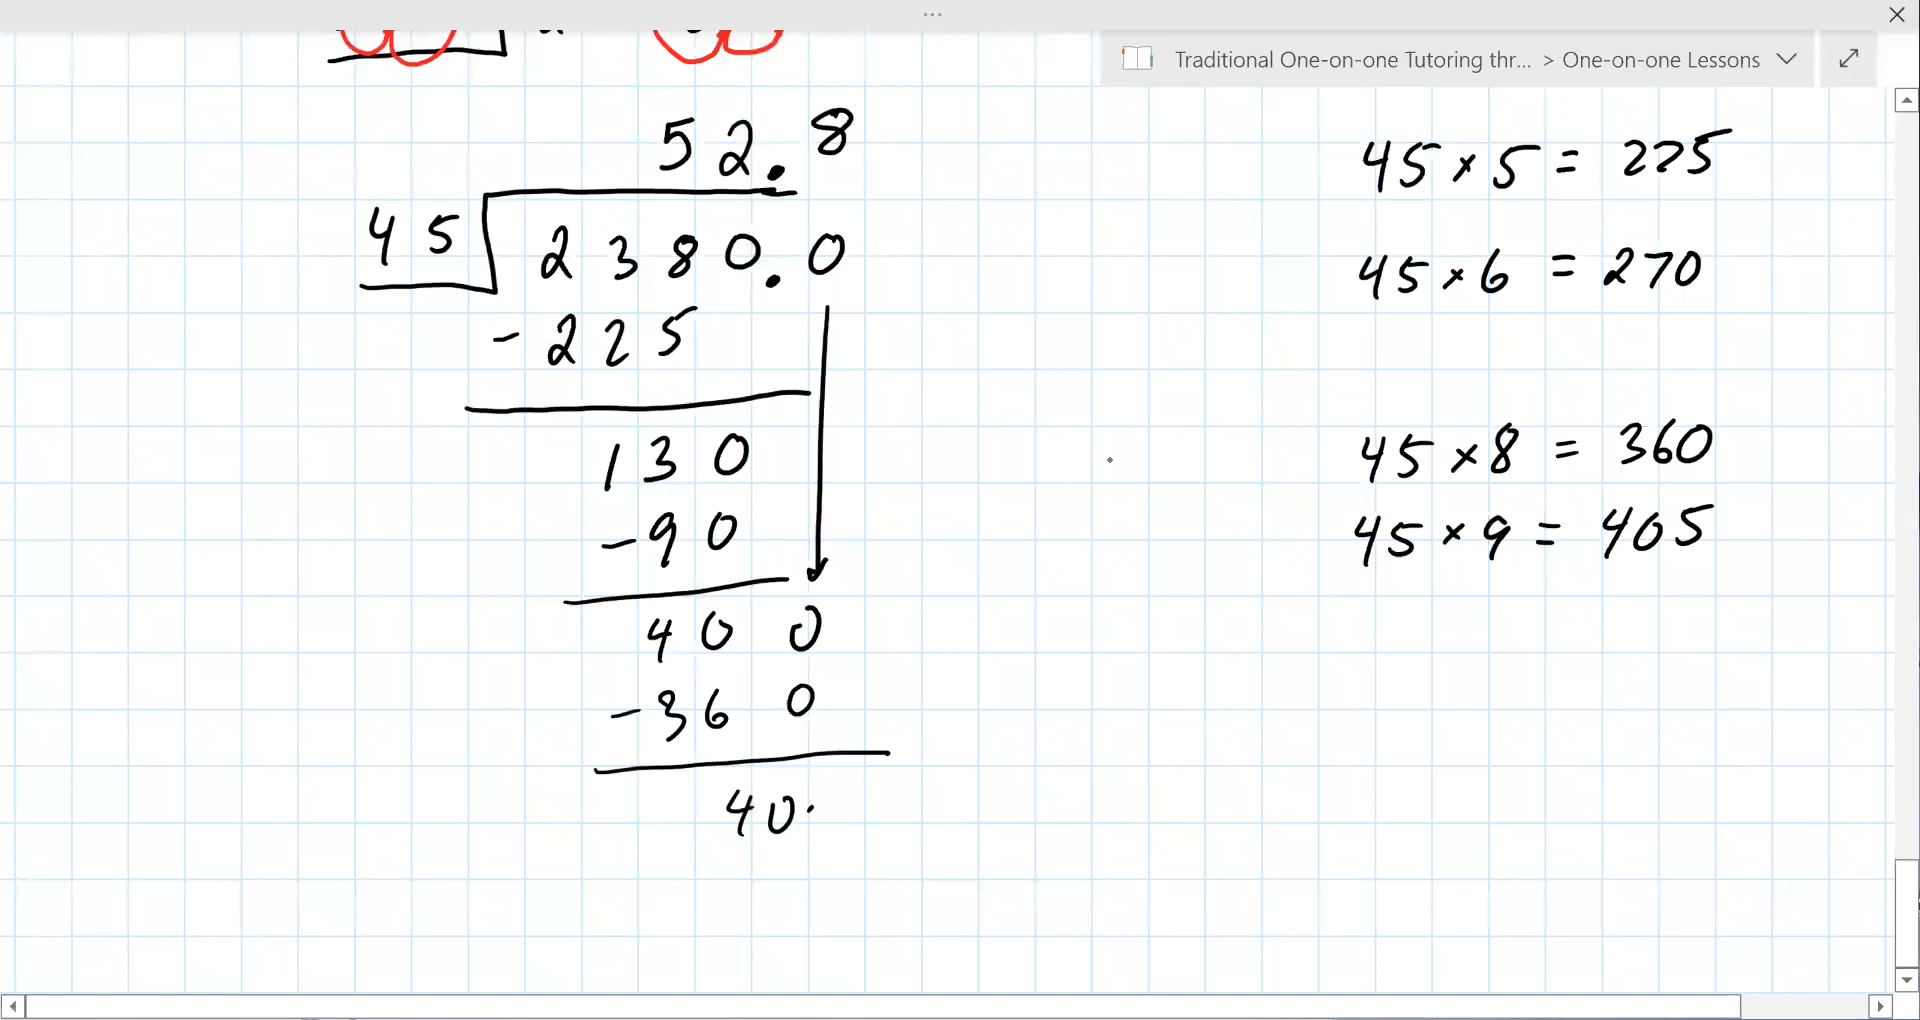 Traditional One-on-one Tutoring thr... > One-on-one Lessons
52.8
45 2380.0
-225
130
-90
400
-360
40.
45 × 5 = 225
45 × 6 = 270
45 × 8 = 360
45 × 9 = 405